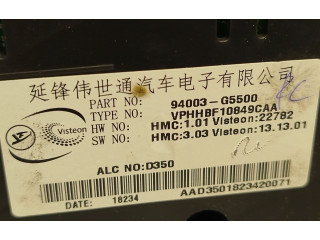 延锋伟世通汽车电子有限公司
PART NO: 94003-G5500
TYPE NO: VPHHBF10849CAA
Visteon
HW NO: HMC:1.01 Visteon:22782
SW NO: HMC:3.03 Visteon:13.13.01
ALC NO:D350
DATE: 18234
AAD3501823420071